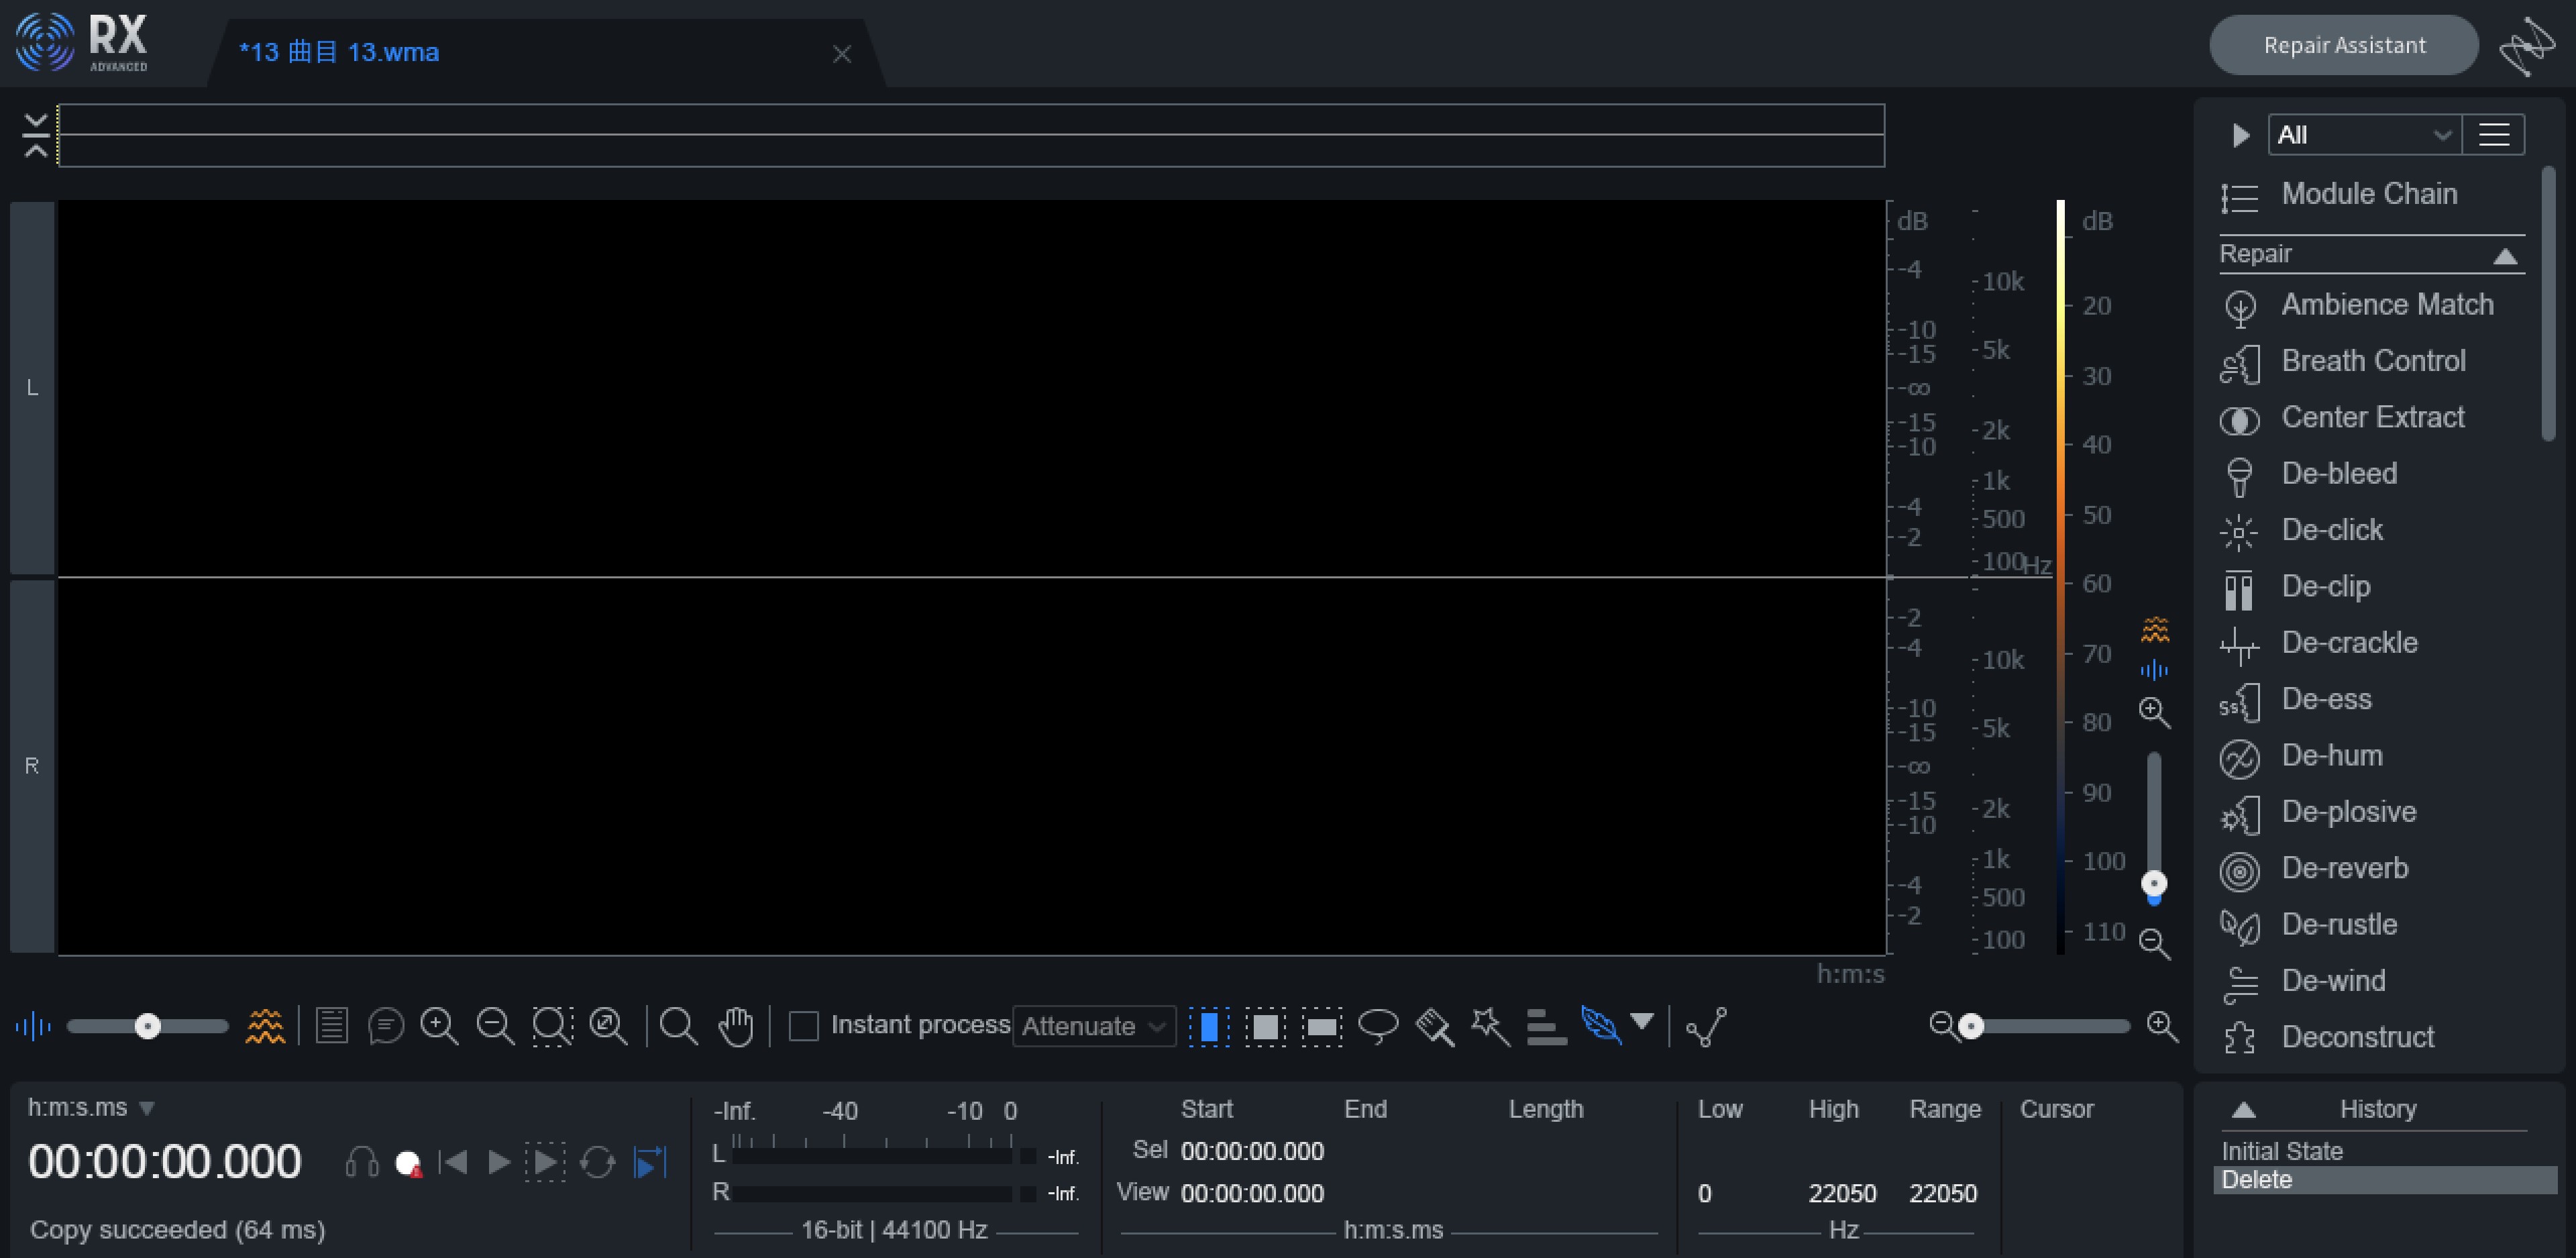 RX
ADVANCED
*13 曲目 13.wma
Repair Assistant
All
Module Chain
Repair
Ambience Match
Breath Control
Center Extract
De-bleed
De-click
De-clip
De-crackle
De-ess
De-hum
De-plosive
De-reverb
De-rustle
De-wind
Deconstruct
L
R
dB
-4
-10
-15
-∞
-15
-10
-4
-2
-2
-4
-10
-15
-∞
-15
-10
-4
-2
-10k
-5k
-2k
-1k
-500
-100
Hz
-10k
-5k
-2k
-1k
-500
-100
dB
20
30
40
50
60
70
80
90
100
110
h:m:s
Instant process
Attenuate
h:m:s.ms
00:00:00.000
Copy succeeded (64 ms)
-Inf. -40 -10 0
L -Inf.
R -Inf.
16-bit | 44100 Hz
Start End Length
Sel 00:00:00.000
View 00:00:00.000
h:m:s.ms
Low High Range Cursor
0 22050 22050
Hz
History
Initial State
Delete